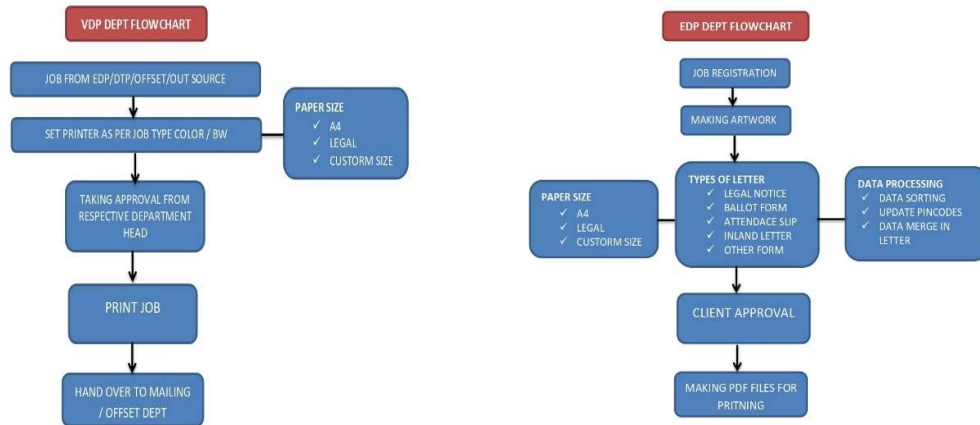 VDP DEPT FLOWCHART
JOB FROM EDP/DTP/OFFSET/OUT SOURCE
SET PRINTER AS PER JOB TYPE COLOR / BW
PAPER SIZE
✓ A4
✓ LEGAL
✓ CUSTORM SIZE
TAKING APPROVAL FROM
RESPECTIVE DEPARTMENT
HEAD
PRINT JOB
HAND OVER TO MAILING
/ OFFSET DEPT
EDP DEPT FLOWCHART
JOB REGISTRATION
MAKING ARTWORK
PAPER SIZE
✓ A4
✓ LEGAL
✓ CUSTORM SIZE
TYPES OF LETTER
✓ LEGAL NOTICE
✓ BALLOT FORM
✓ ATTENDACE SLIP
✓ INLAND LETTER
✓ OTHER FORM
DATA PROCESSING
✓ DATA SORTING
✓ UPDATE PINCODES
✓ DATA MERGE IN
LETTER
CLIENT APPROVAL
MAKING PDF FILES FOR
PRITNING